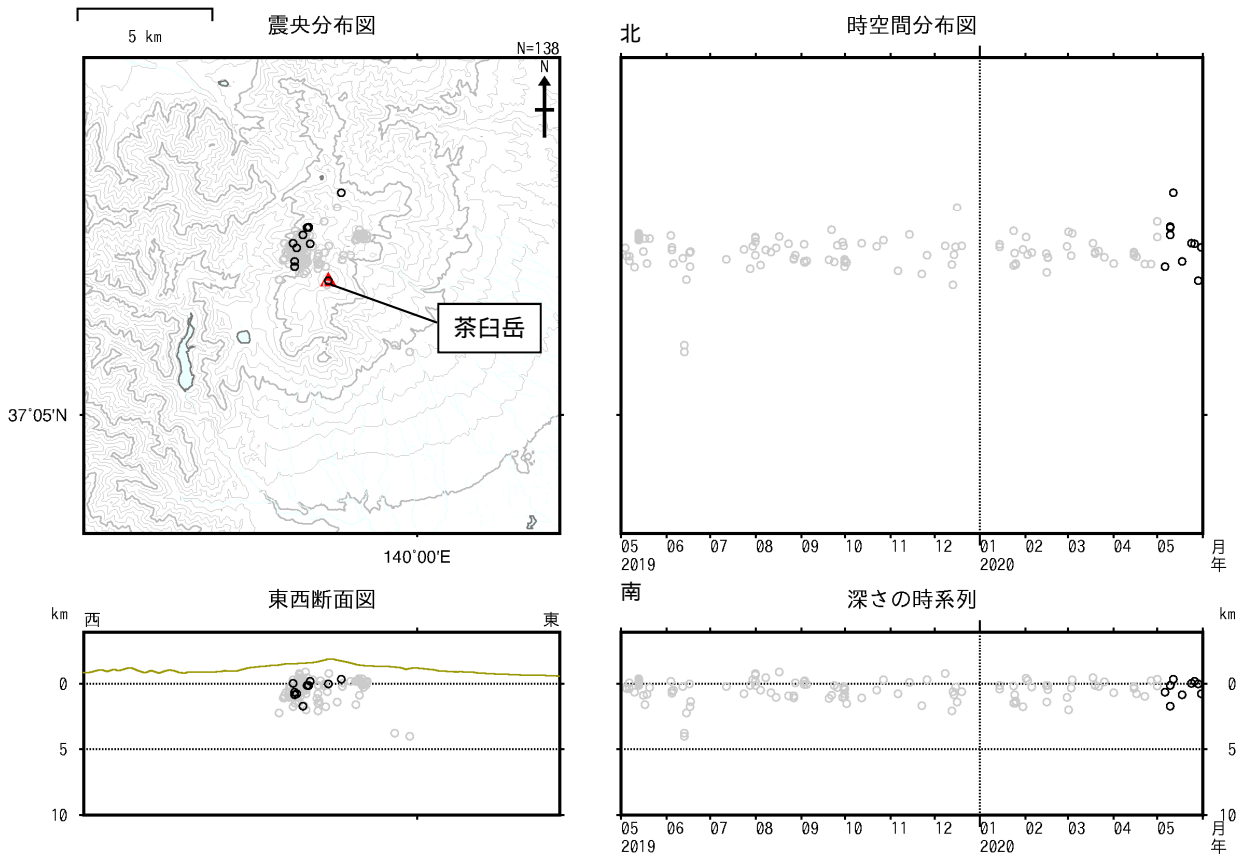 5 km
震央分布図
N=138
N
茶臼岳
37°05'N
140°00'E
北
時空間分布図
05 06 07 08 09 10 11 12 01 02 03 04 05 月
2019 2020 年
南
東西断面図
km
西
東
0
5
10
深さの時系列
km
0
5
10
05 06 07 08 09 10 11 12 01 02 03 04 05 月
2019 2020 年